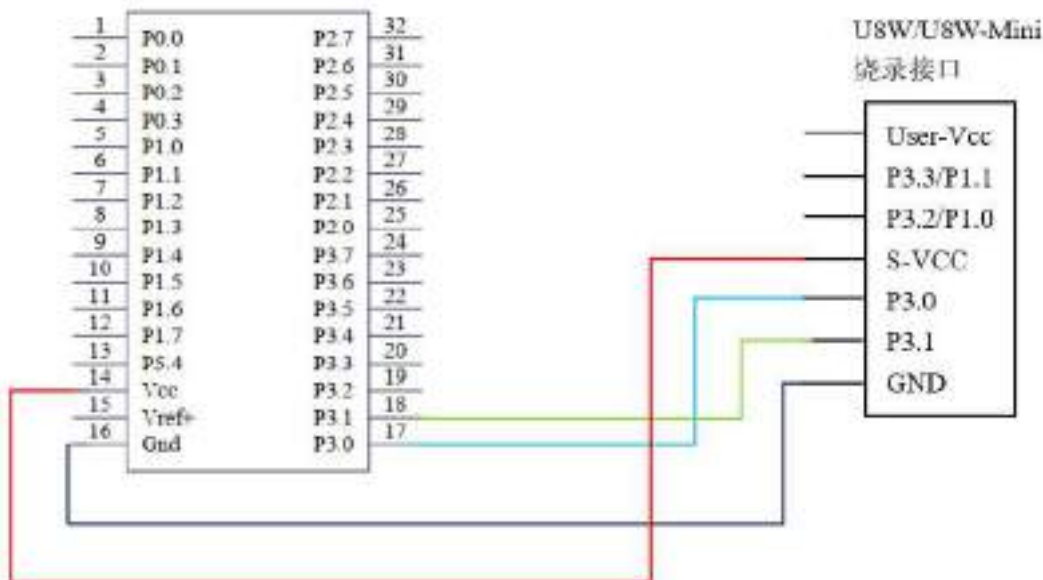 1 P0.0 P2.7 32
2 P0.1 P2.6 31
3 P0.2 P2.5 30
4 P0.3 P2.4 29
5 P1.0 P2.3 28
6 P1.1 P2.2 27
7 P1.2 P2.1 26
8 P1.3 P2.0 25
9 P1.4 P3.7 24
10 P1.5 P3.6 23
11 P1.6 P3.5 22
12 P1.7 P3.4 21
13 P5.4 P3.3 20
14 Vcc P3.2 19
15 Vref+ P3.1 18
16 Gnd P3.0 17
U8W/U8W-Mini
烧录接口
User-Vcc
P3.3/P1.1
P3.2/P1.0
S-VCC
P3.0
P3.1
GND